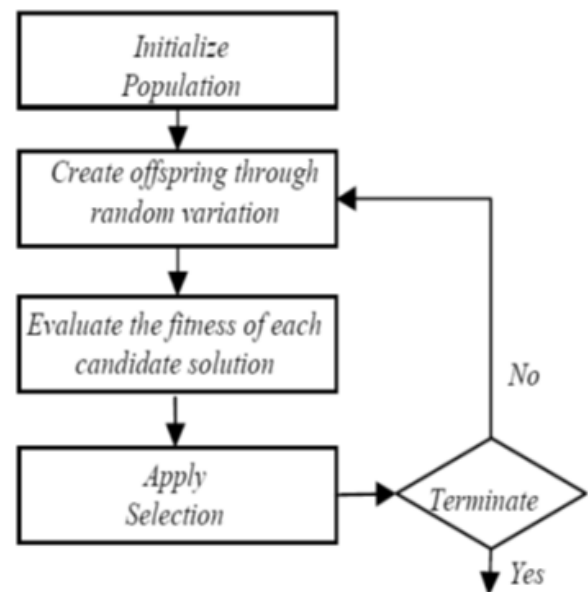 Initialize
Population
Create offspring through
random variation
Evaluate the fitness of each
candidate solution
No
Apply
Selection
Terminate
Yes